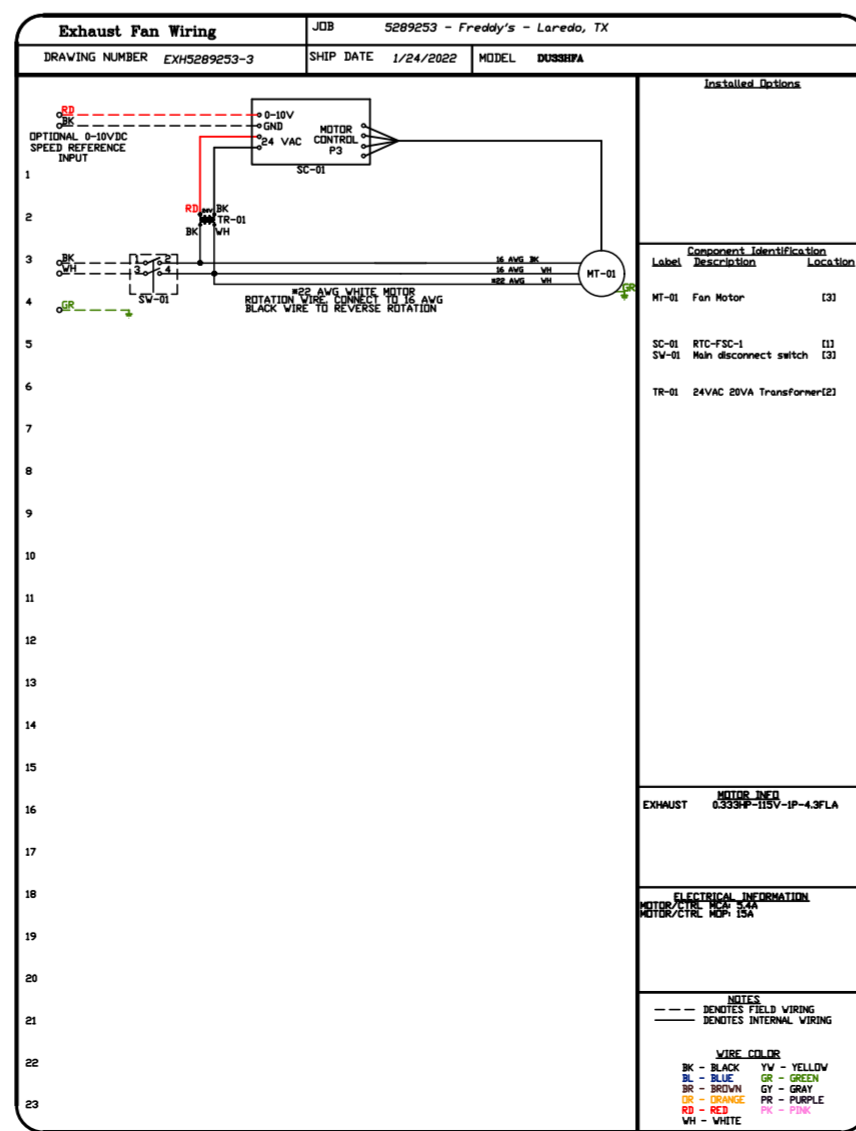 Exhaust Fan Wiring
JOB 5289253 - Freddy's - Laredo, TX
DRAWING NUMBER EXH5289253-3
SHIP DATE 1/24/2022
MODEL DU33HFA
Installed Options
RD
BK
OPTIONAL 0-10VDC
SPEED REFERENCE
INPUT
0-10V
GND
24 VAC
MOTOR
CONTROL
P3
SC-01
1
RD BK
TR-01
BK WH
2
3
BK
WH
1 2
3 4
SW-01
16 AWG BK
16 AWG WH
*22 AWG WH
MT-01
GR
*22 AWG WHITE MOTOR
ROTATION WIRE. CONNECT TO 16 AWG
BLACK WIRE TO REVERSE ROTATION
4
GR
5
6
7
8
9
10
11
12
13
14
15
16
17
18
19
20
21
22
23
Component Identification
Label Description Location
MT-01 Fan Motor [3]
SC-01 RTC-FSC-1 [1]
SW-01 Main disconnect switch [3]
TR-01 24VAC 20VA Transformer[2]
MOTOR INFO
EXHAUST 0.333HP-115V-1P-4.3FLA
ELECTRICAL INFORMATION
MOTOR/CTRL MCA: 5.4A
MOTOR/CTRL MOP: 15A
NOTES
DENOTES FIELD WIRING
DENOTES INTERNAL WIRING
WIRE COLOR
BK - BLACK YW - YELLOW
BL - BLUE GR - GREEN
BR - BROWN GY - GRAY
OR - ORANGE PR - PURPLE
RD - RED PK - PINK
WH - WHITE